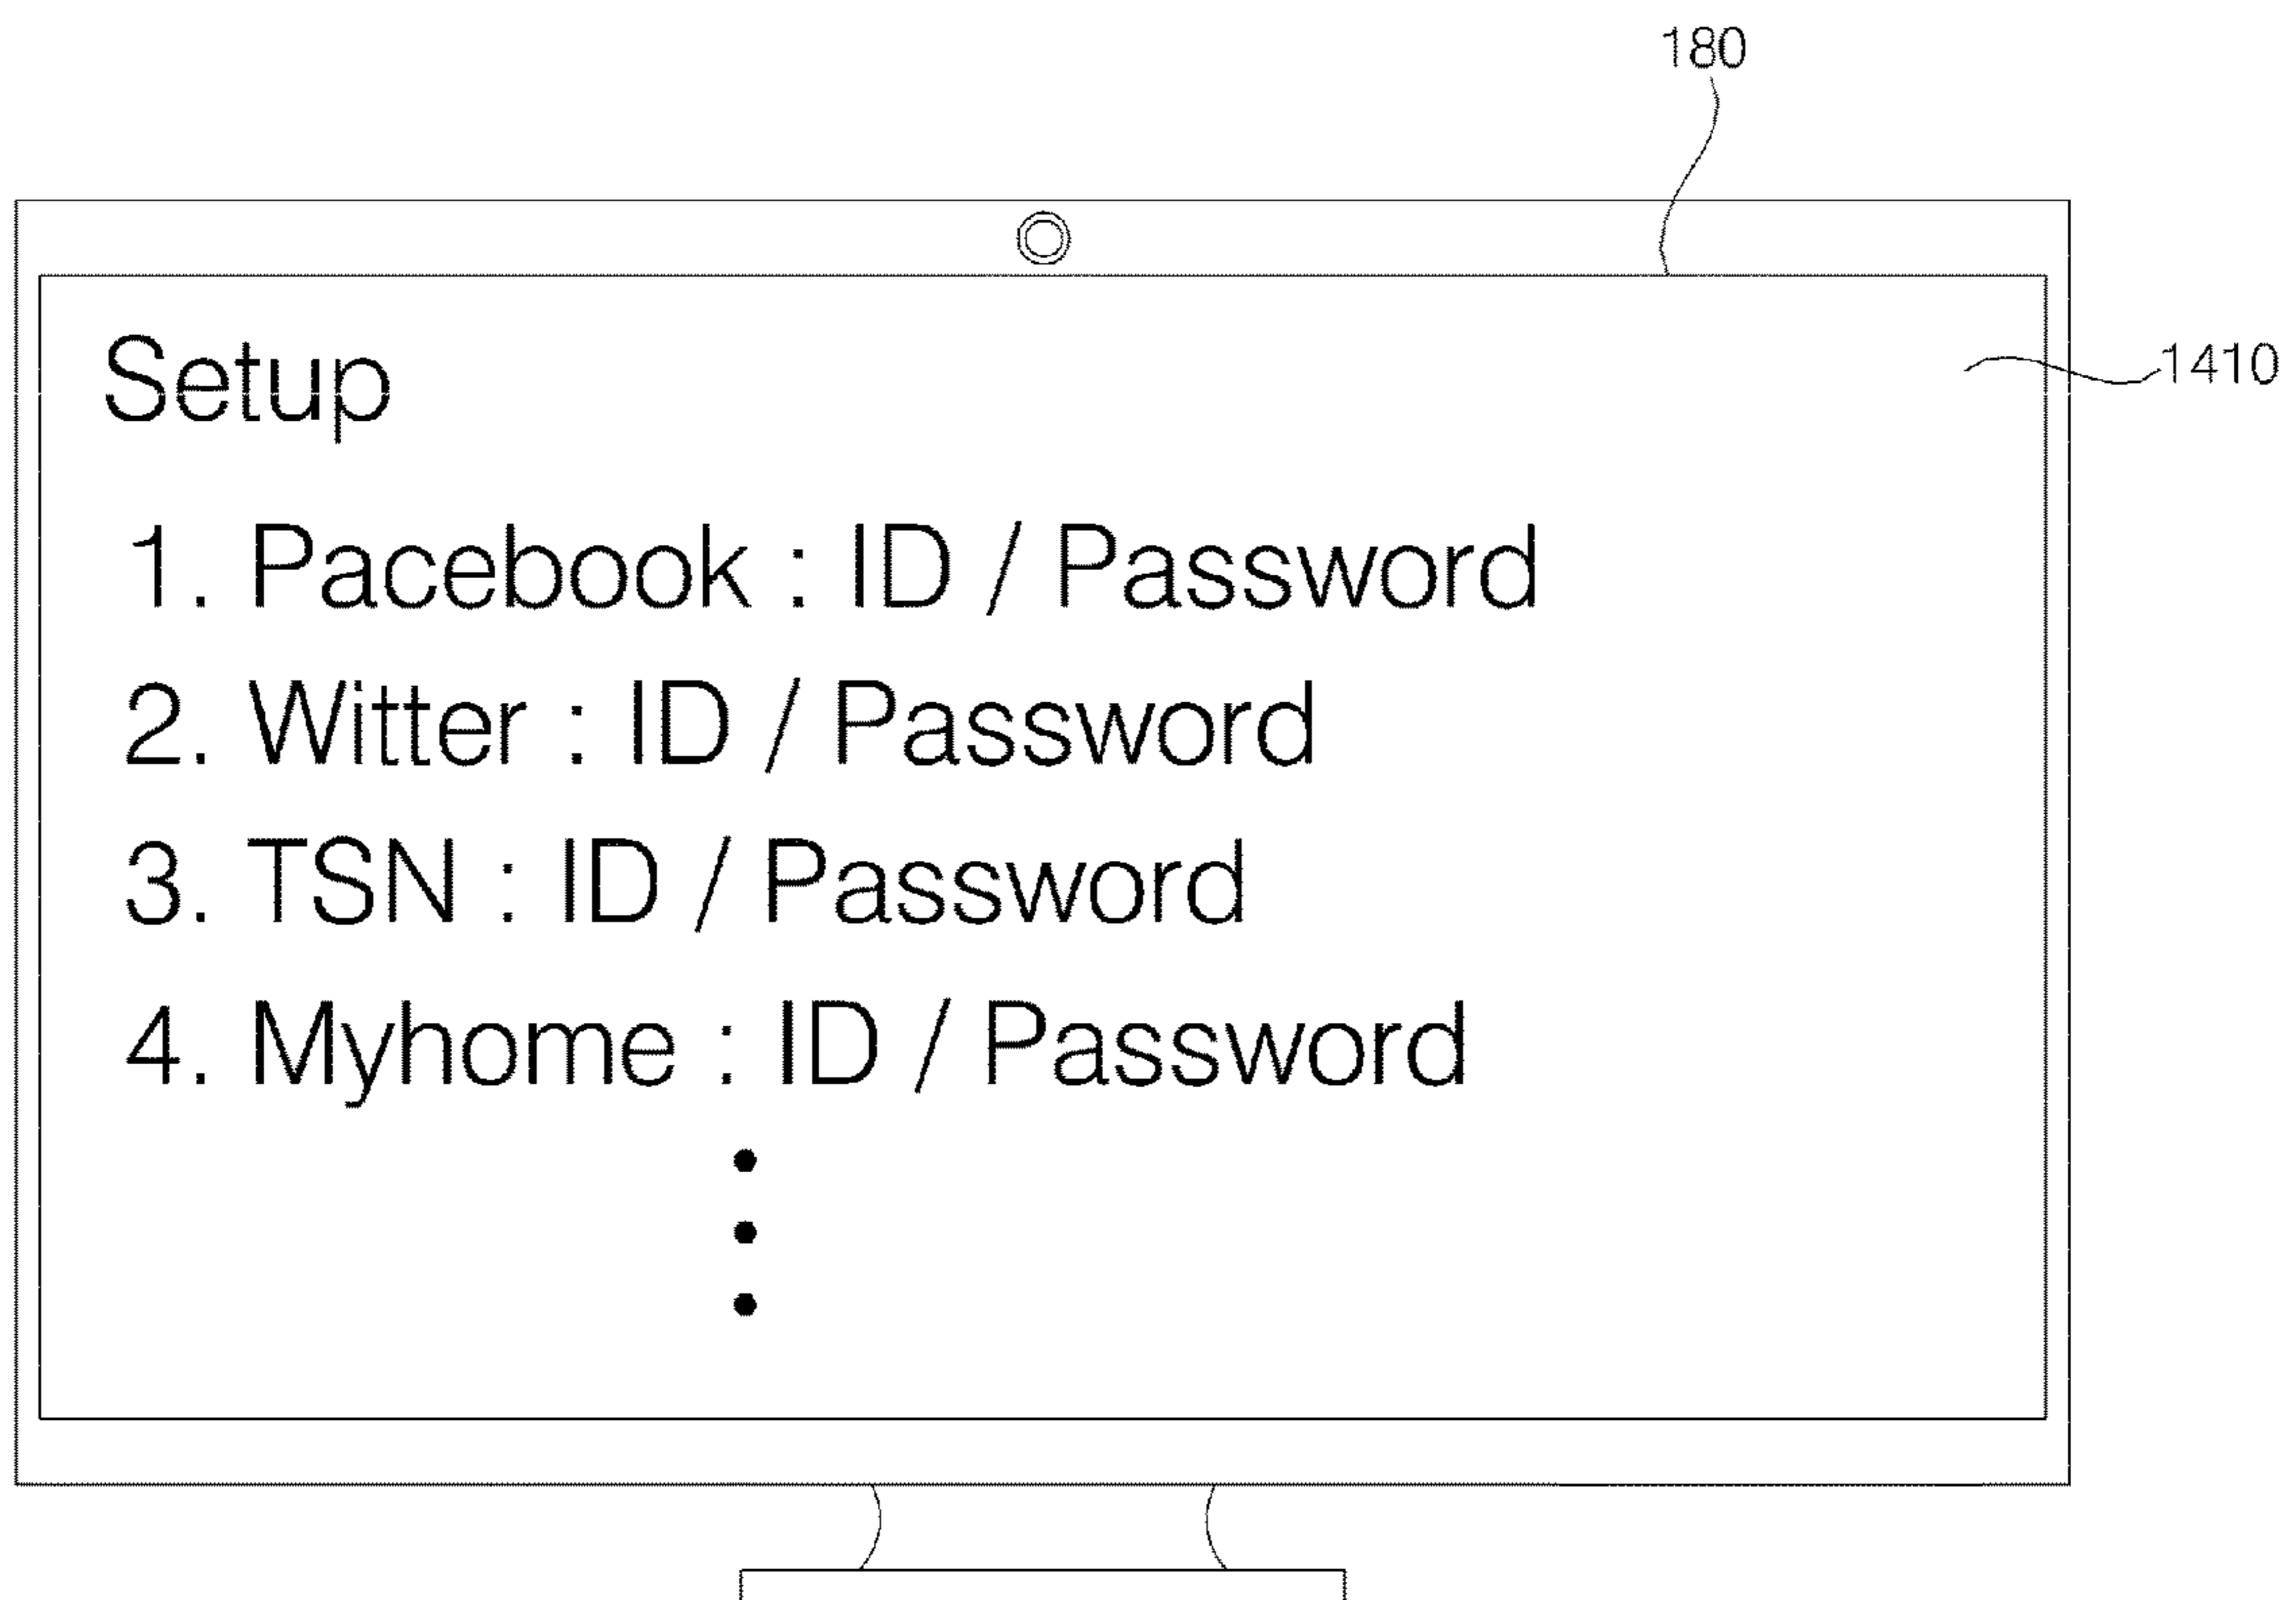 180
1410
Setup
1. Pacebook : ID / Password
2. Witter : ID / Password
3. TSN : ID / Password
4. Myhome : ID / Password